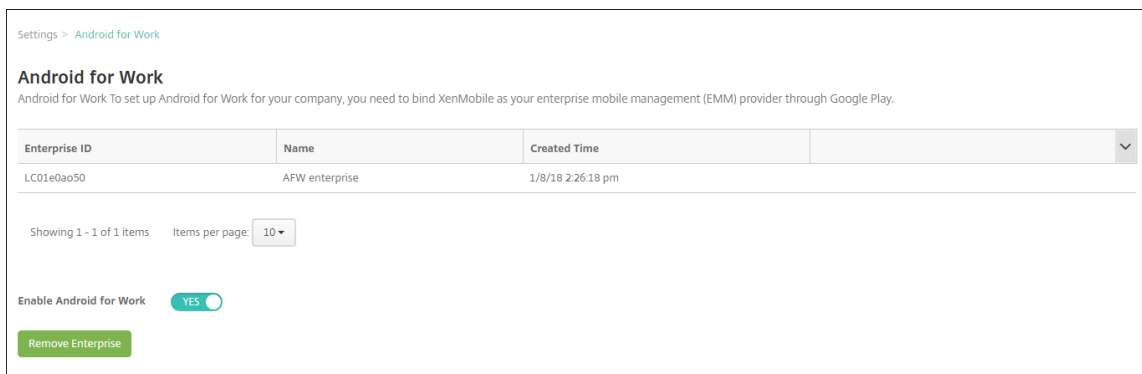 Settings > Android for Work
Android for Work
Android for Work To set up Android for Work for your company, you need to bind XenMobile as your enterprise mobile management (EMM) provider through Google Play.
Enterprise ID Name Created Time
LC01e0ao50 AFW enterprise 1/8/18 2:26:18 pm
Showing 1 - 1 of 1 items Items per page: 10
Enable Android for Work YES
Remove Enterprise